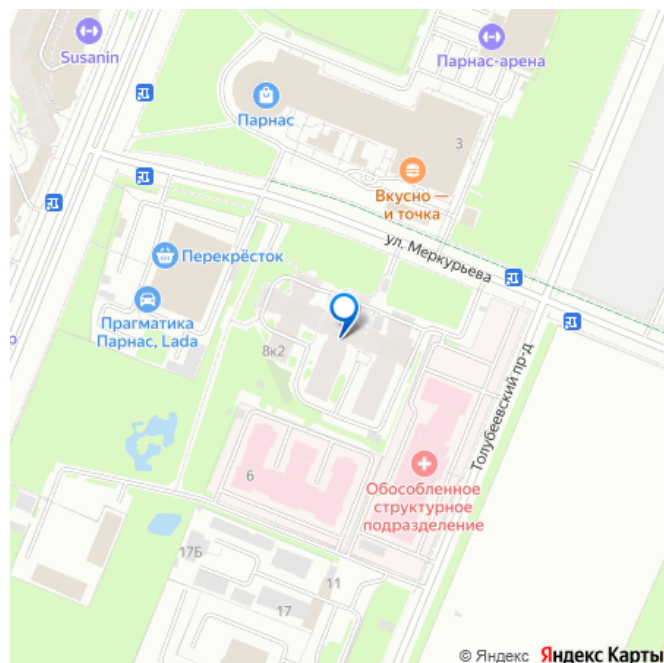 Susanin
Парнас-арена
Парнас
3
Вкусно —
и точка
ул. Меркурьева
Перекрёсток
Прагматика
Парнас, Lada
8к2
Толубеевский пр-д
6
Обособленное
структурное
подразделение
17Б
11
17
© Яндекс Яндекс Карты